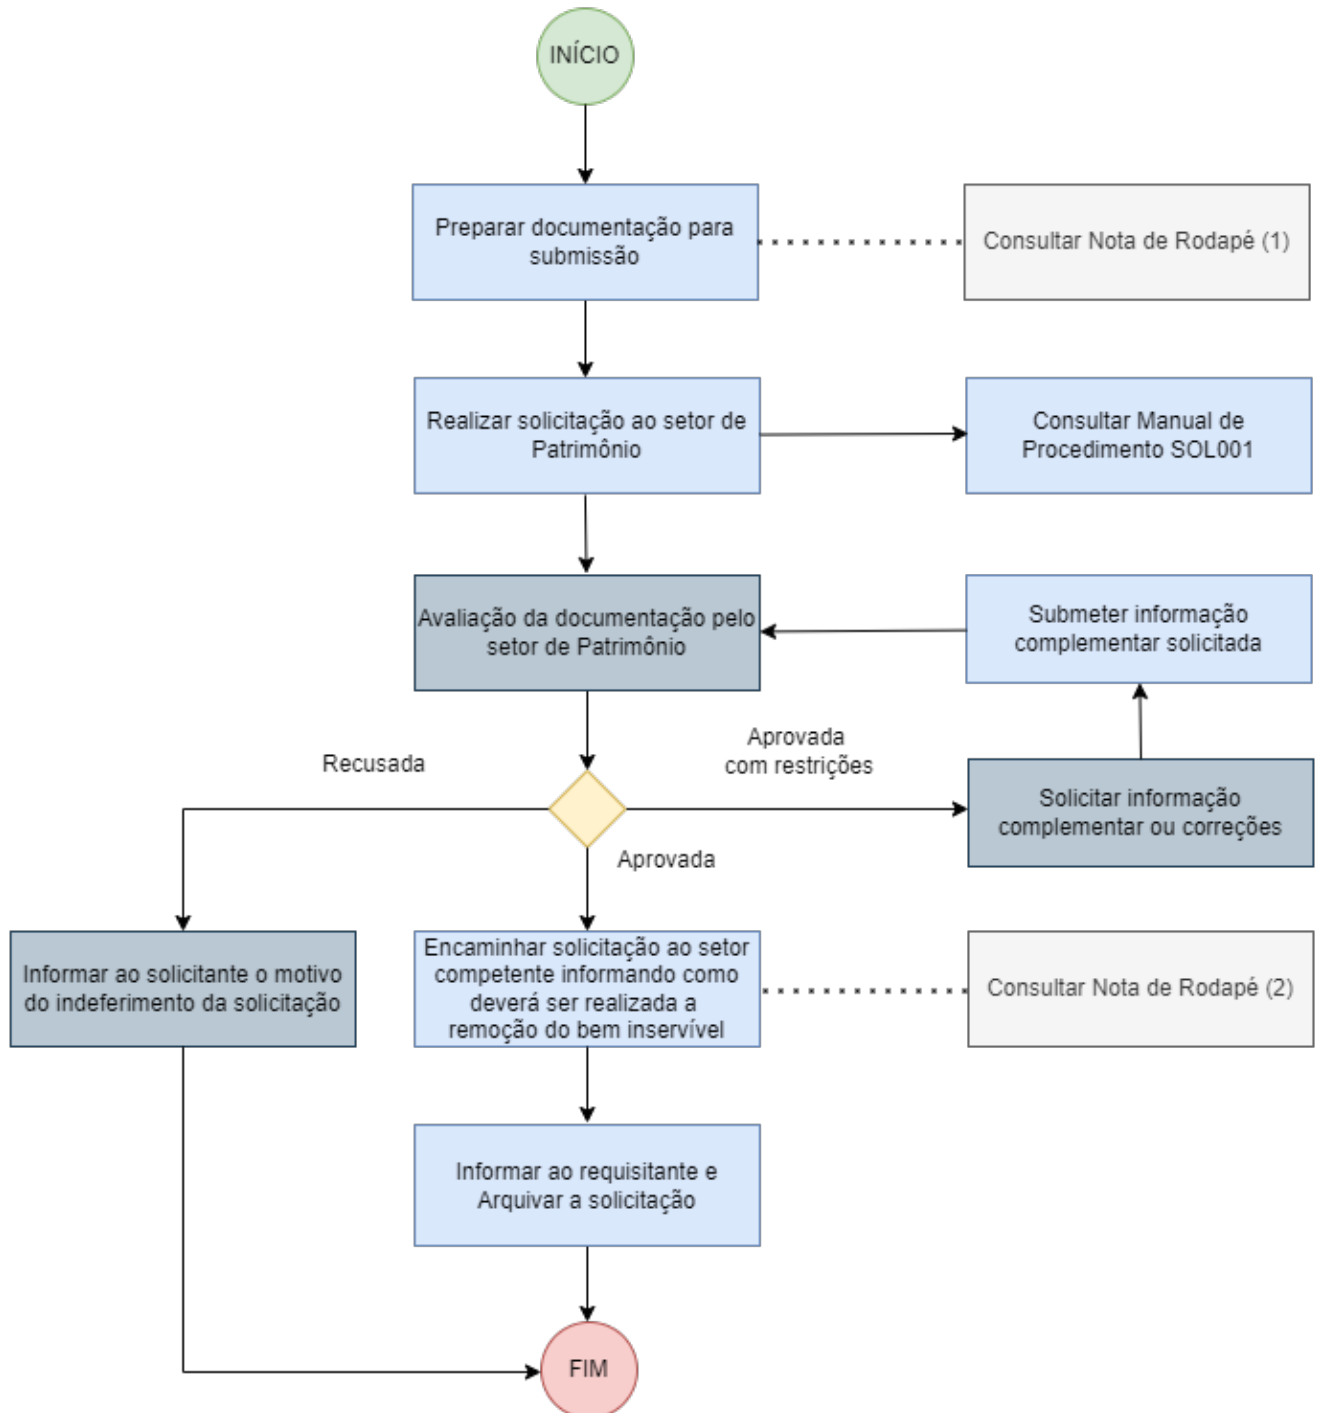 INÍCIO
Preparar documentação para
submissão
Consultar Nota de Rodapé (1)
Realizar solicitação ao setor de
Patrimônio
Consultar Manual de
Procedimento SOL001
Avaliação da documentação pelo
setor de Patrimônio
Submeter informação
complementar solicitada
Recusada
Aprovada
com restrições
Solicitar informação
complementar ou correções
Aprovada
Informar ao solicitante o motivo
do indeferimento da solicitação
Encaminhar solicitação ao setor
competente informando como
deverá ser realizada a
remoção do bem inservível
Consultar Nota de Rodapé (2)
Informar ao requisitante e
Arquivar a solicitação
FIM